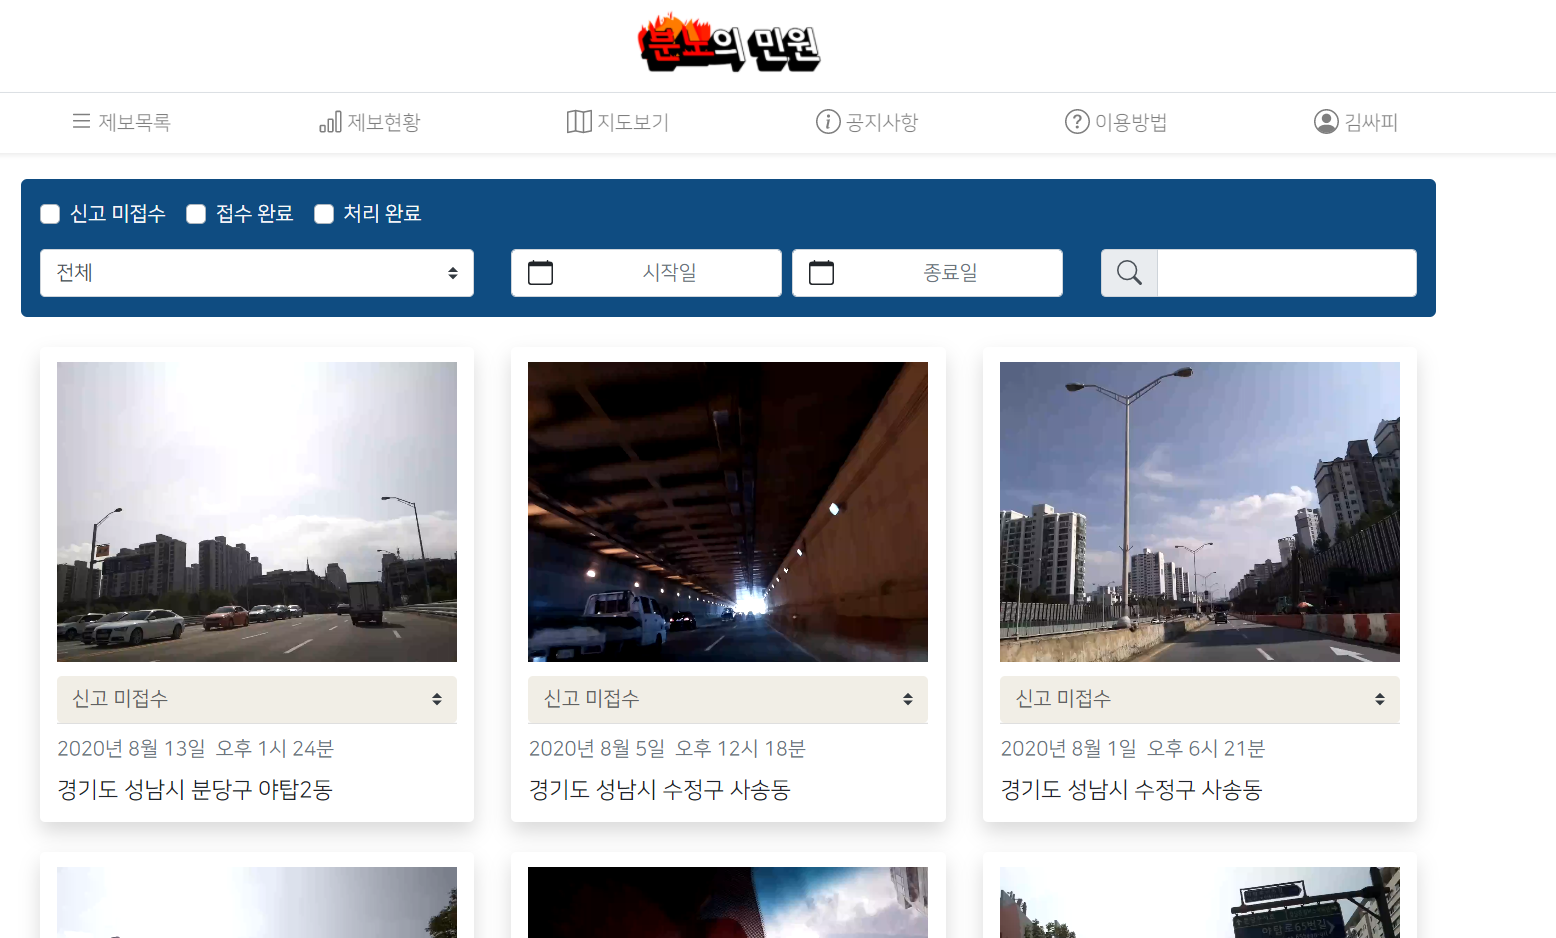 분노의 민원
제보목록
제보현황
지도보기
공지사항
이용방법
김싸피
신고 미접수
접수 완료
처리 완료
전체
시작일
종료일
신고 미접수
2020년 8월 13일 오후 1시 24분
경기도 성남시 분당구 야탑2동
신고 미접수
2020년 8월 5일 오후 12시 18분
경기도 성남시 수정구 사송동
신고 미접수
2020년 8월 1일 오후 6시 21분
경기도 성남시 수정구 사송동
야탑로65번길